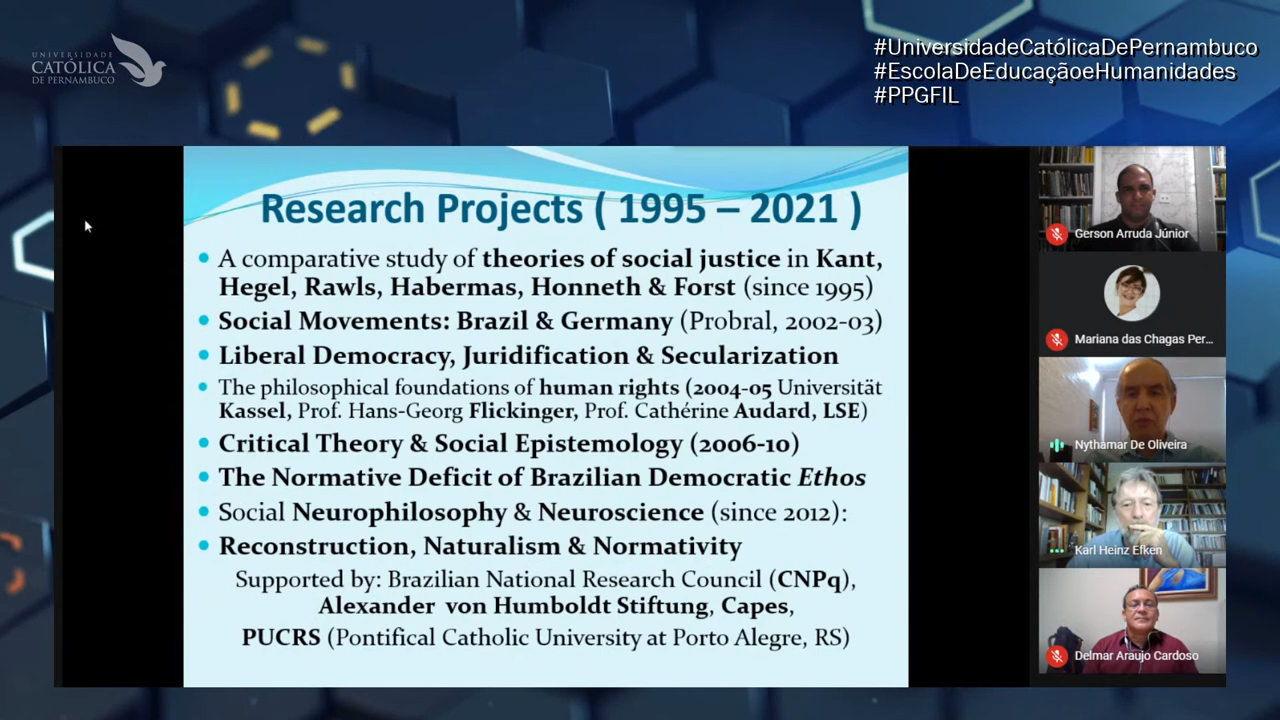 UNIVERSIDADE
CATÓLICA
DE PERNAMBUCO
#UniversidadeCatólicaDePernambuco
#EscolaDeEducaçãoeHumanidades
#PPGFIL
Research Projects ( 1995 – 2021 )
• A comparative study of theories of social justice in Kant,
Hegel, Rawls, Habermas, Honneth & Forst (since 1995)
• Social Movements: Brazil & Germany (Probral, 2002-03)
• Liberal Democracy, Juridification & Secularization
• The philosophical foundations of human rights (2004-05 Universität
Kassel, Prof. Hans-Georg Flickinger, Prof. Cathérine Audard, LSE)
• Critical Theory & Social Epistemology (2006-10)
• The Normative Deficit of Brazilian Democratic Ethos
• Social Neurophilosophy & Neuroscience (since 2012):
• Reconstruction, Naturalism & Normativity
Supported by: Brazilian National Research Council (CNPq),
Alexander von Humboldt Stiftung, Capes,
PUCRS (Pontifical Catholic University at Porto Alegre, RS)
Gerson Arruda Júnior
Mariana das Chagas Per...
Nythamar De Oliveira
Karl Heinz Efken
Delmar Araujo Cardoso